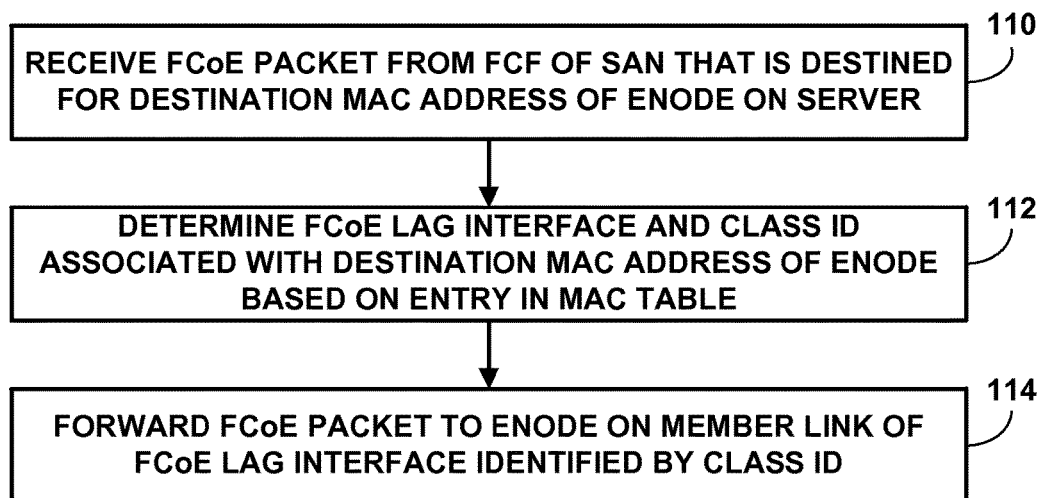 110
RECEIVE FCoE PACKET FROM FCF OF SAN THAT IS DESTINED
FOR DESTINATION MAC ADDRESS OF ENODE ON SERVER
112
DETERMINE FCoE LAG INTERFACE AND CLASS ID
ASSOCIATED WITH DESTINATION MAC ADDRESS OF ENODE
BASED ON ENTRY IN MAC TABLE
114
FORWARD FCoE PACKET TO ENODE ON MEMBER LINK OF
FCoE LAG INTERFACE IDENTIFIED BY CLASS ID